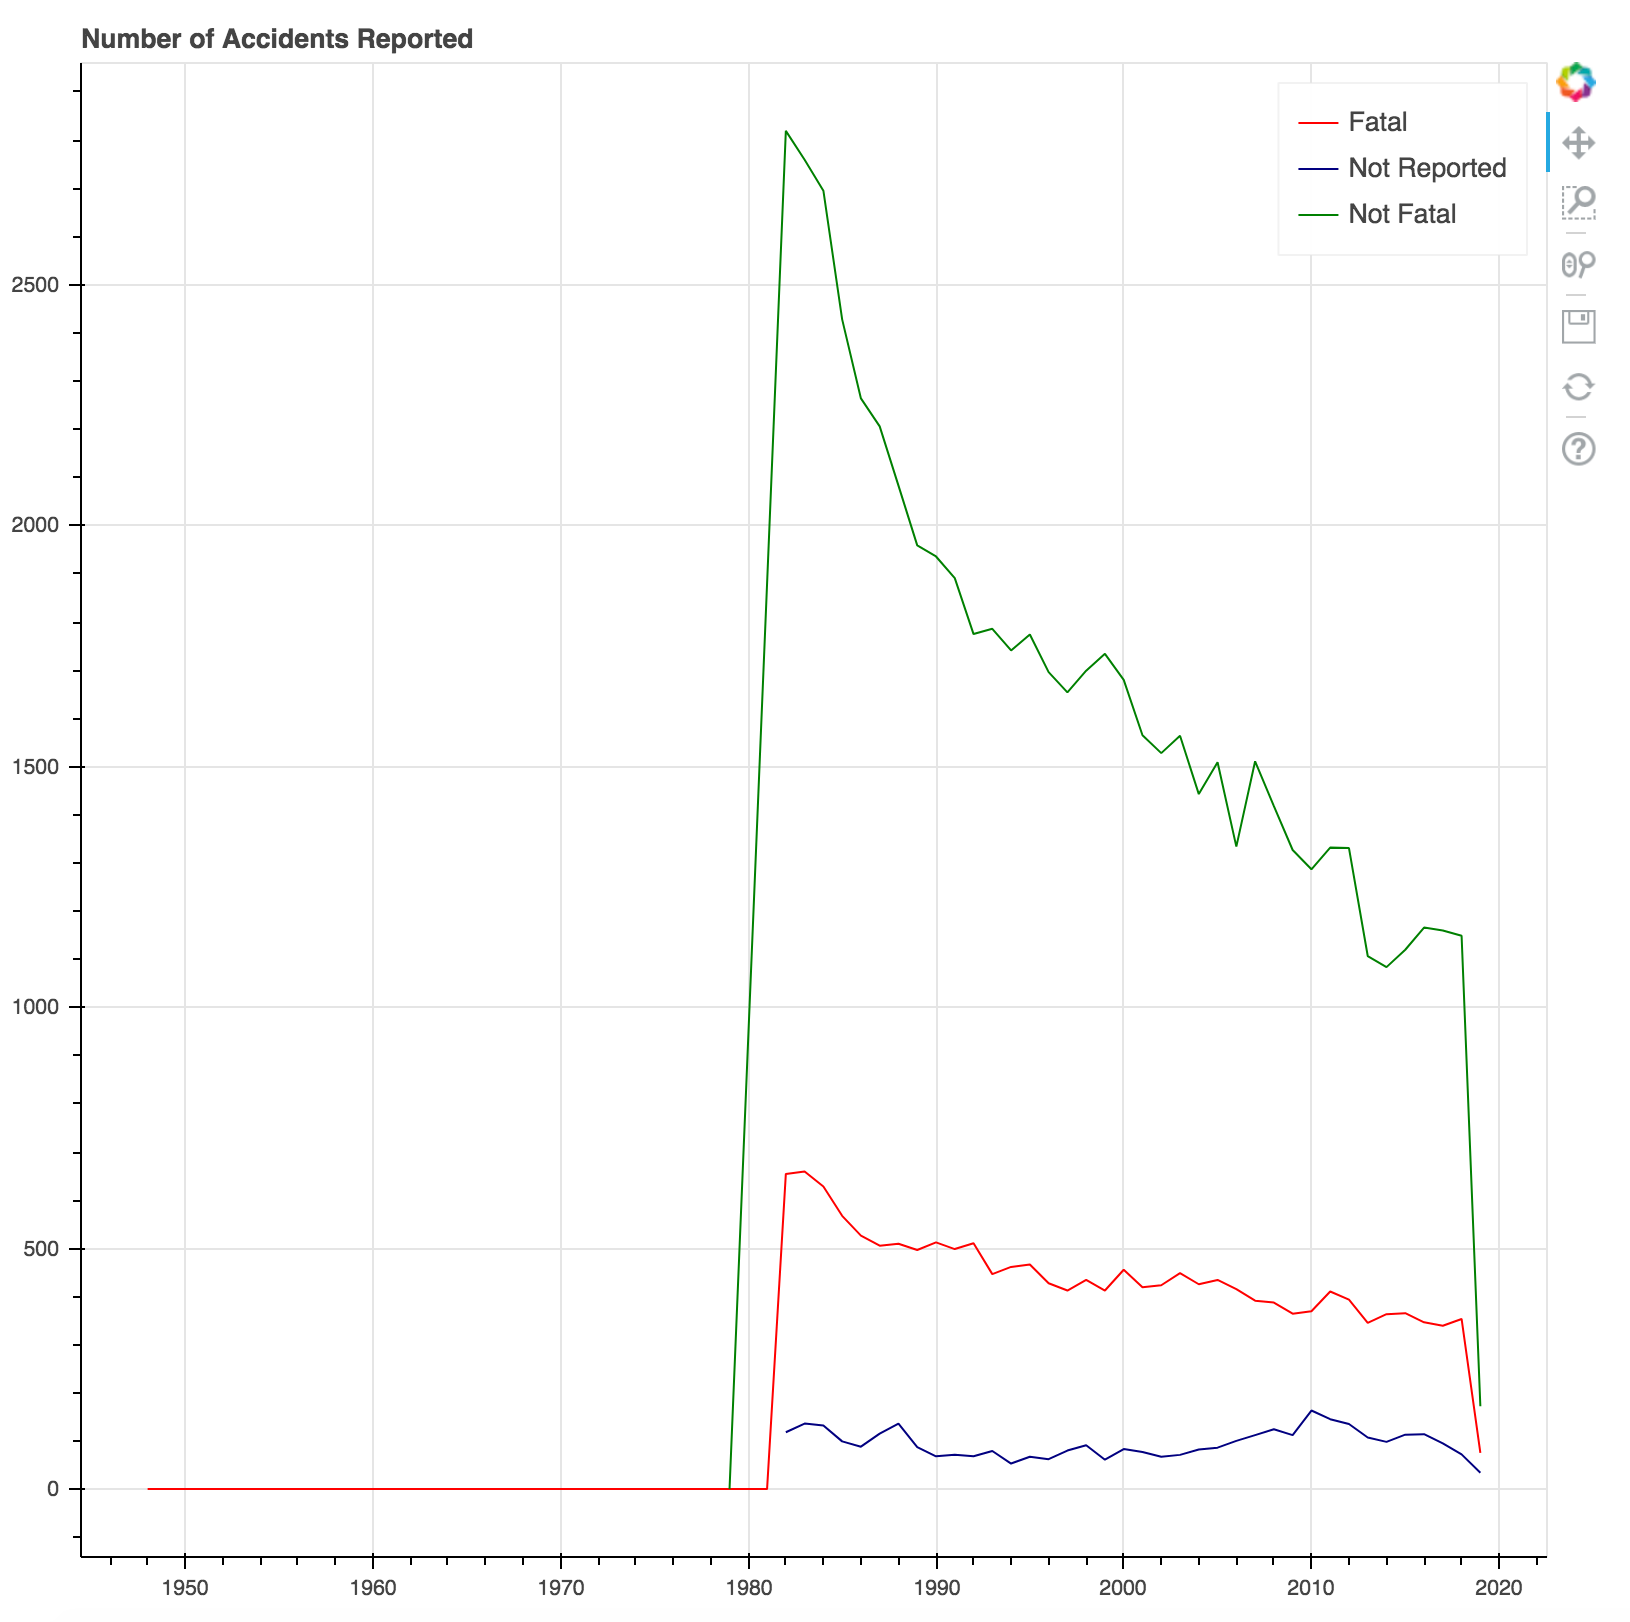 Number of Accidents Reported
Fatal
Not Reported
Not Fatal
2500
2000
1500
1000
500
0
1950 1960 1970 1980 1990 2000 2010 2020